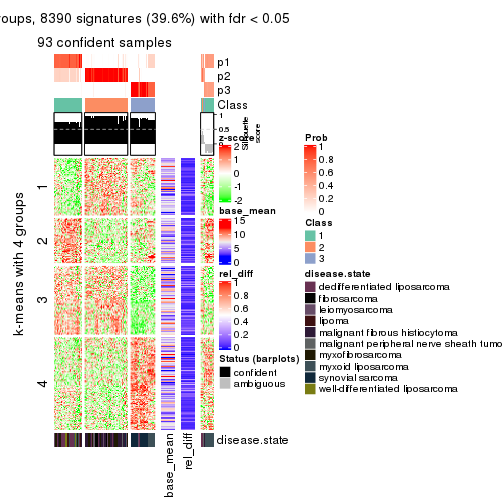 roups, 8390 signatures (39.6%) with fdr < 0.05
93 confident samples
p1
p2
p3
Class
1
0.5
0
Silhouette
score
k-means with 4 groups
1
2
3
4
z-score
2
1
0
-1
-2
base_mean
15
10
5
0
rel_diff
1
0.8
0.6
0.4
0.2
0
Status (barplots)
confident
ambiguous
Prob
1
0.8
0.6
0.4
0.2
0
Class
1
2
3
disease.state
dedifferentiated liposarcoma
fibrosarcoma
leiomyosarcoma
lipoma
malignant fibrous histiocytoma
malignant peripheral nerve sheath tumo
myxofibrosarcoma
myxoid liposarcoma
synovial sarcoma
well-differentiated liposarcoma
disease.state
base_mean
rel_diff